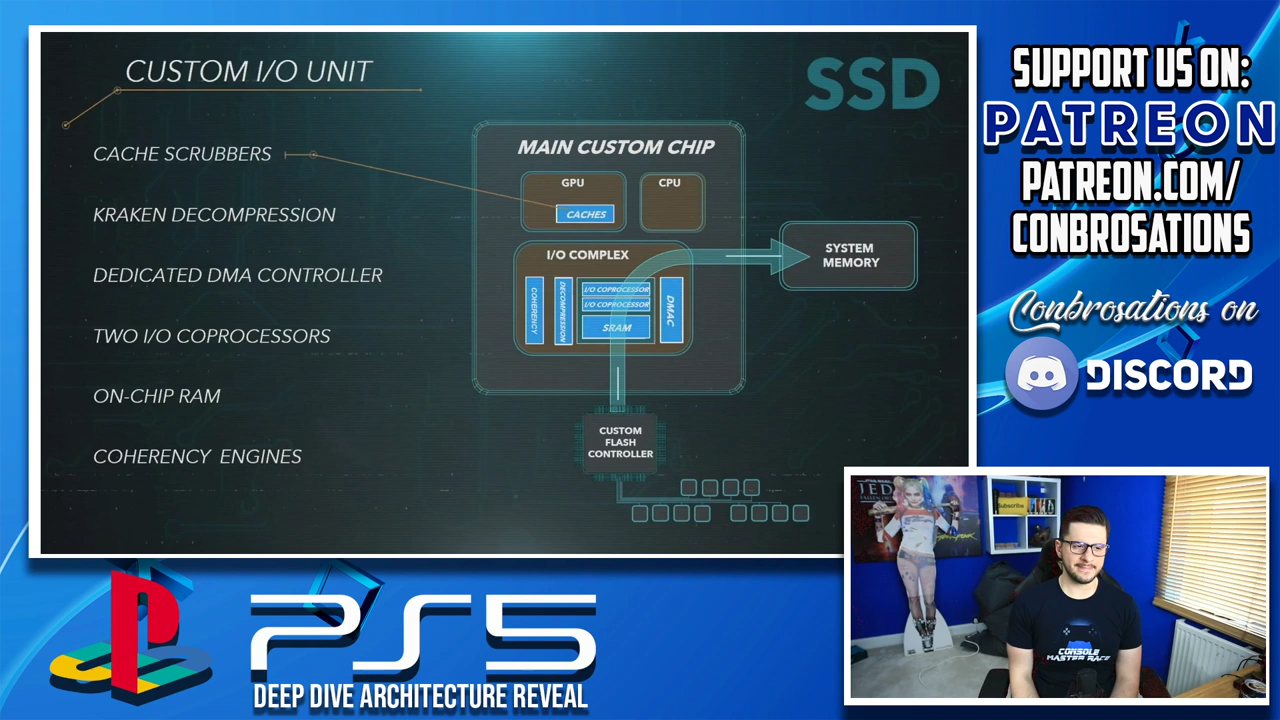 CUSTOM I/O UNIT
SSD
CACHE SCRUBBERS
KRAKEN DECOMPRESSION
DEDICATED DMA CONTROLLER
TWO I/O COPROCESSORS
ON-CHIP RAM
COHERENCY ENGINES
MAIN CUSTOM CHIP
GPU
CACHES
CPU
I/O COMPLEX
COHERENCY
DECOMPRESSION
I/O COPROCESSOR
I/O COPROCESSOR
SRAM
DMAC
SYSTEM
MEMORY
CUSTOM
FLASH
CONTROLLER
SUPPORT US ON:
PATREON
PATREON.COM/
CONBROSATIONS
Conbrosations on
DISCORD
JEDI
Subscribe
CONSOLE
MASTER RACE
PS5
DEEP DIVE ARCHITECTURE REVEAL